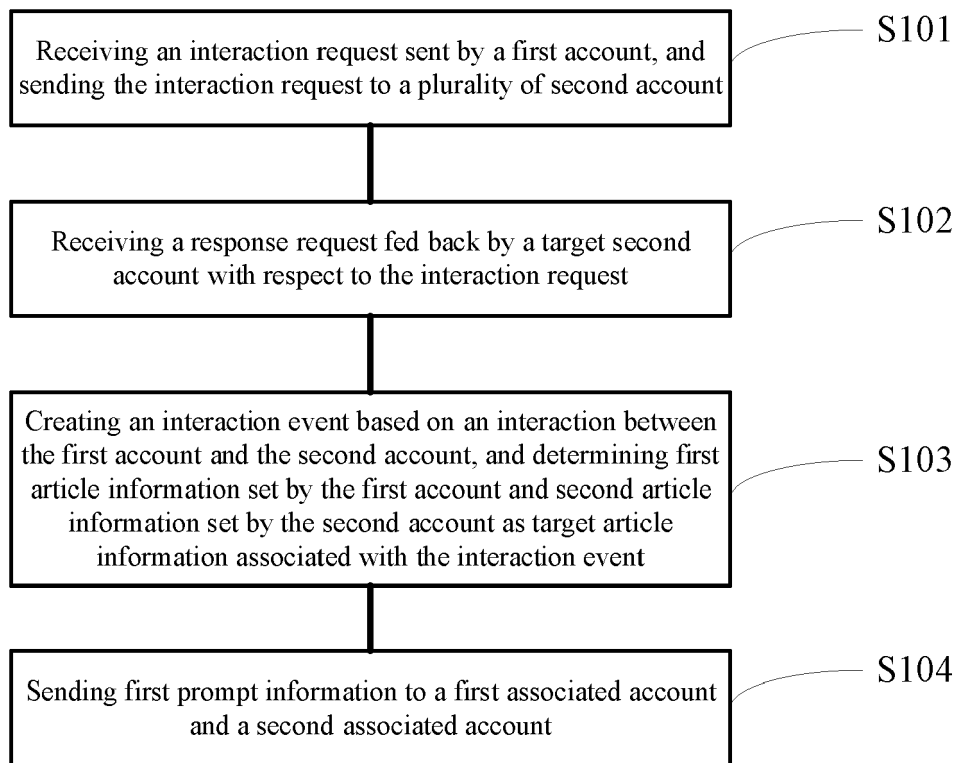 Receiving an interaction request sent by a first account, and
sending the interaction request to a plurality of second account
S101
Receiving a response request fed back by a target second
account with respect to the interaction request
S102
Creating an interaction event based on an interaction between
the first account and the second account, and determining first
article information set by the first account and second article
information set by the second account as target article
information associated with the interaction event
S103
Sending first prompt information to a first associated account
and a second associated account
S104